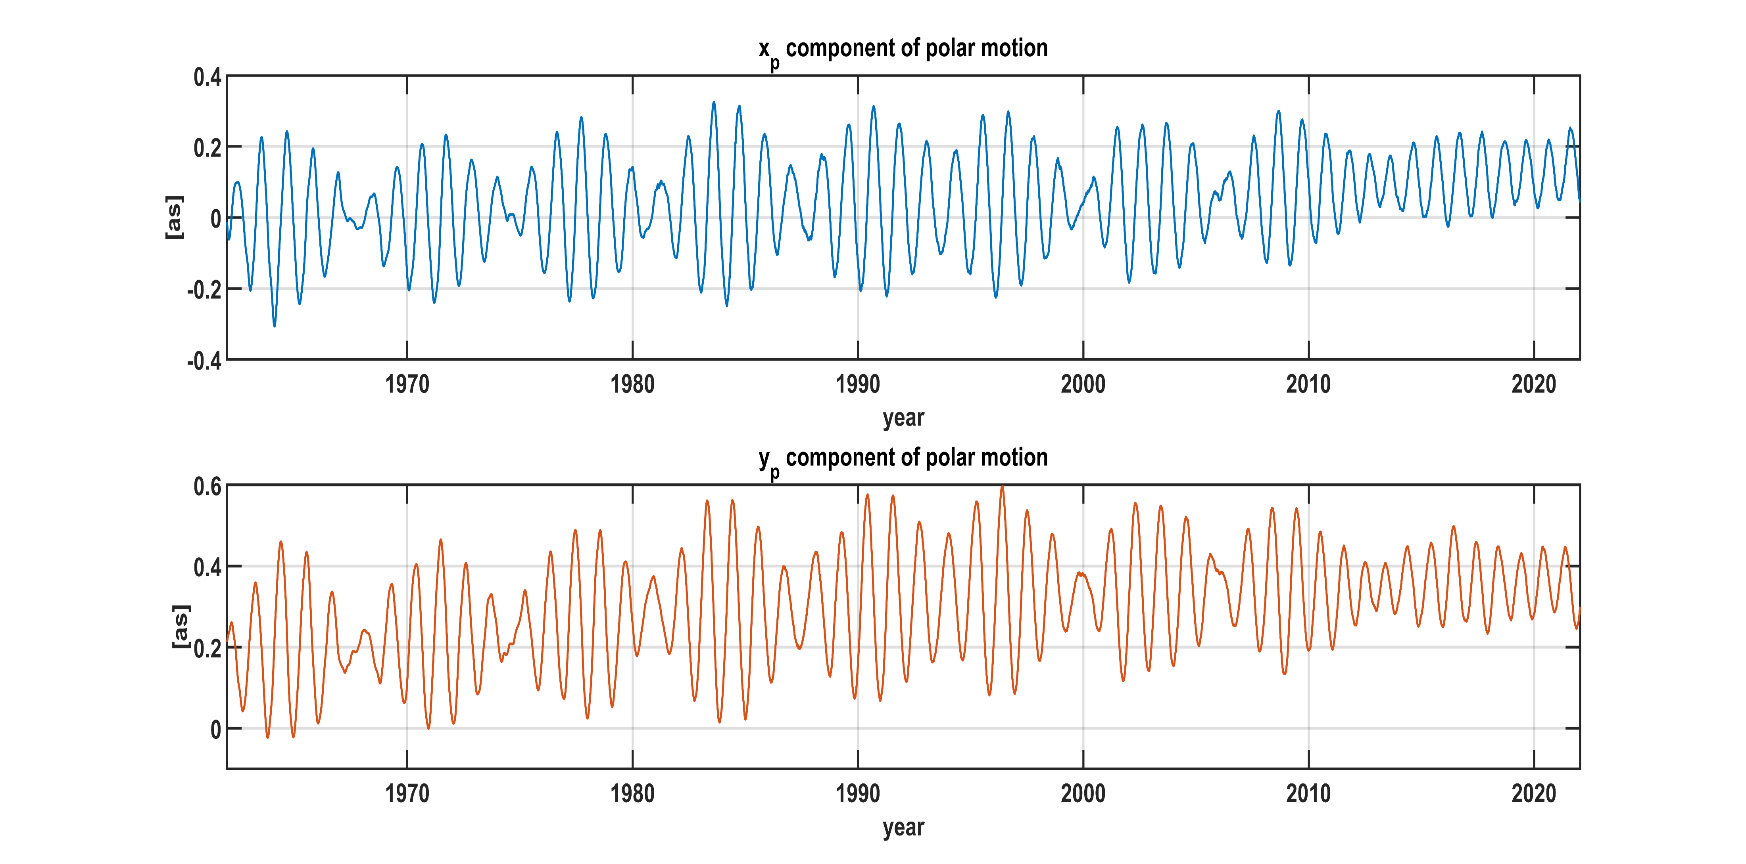 xp component of polar motion
0.4
0.2
0
-0.2
-0.4
[as]
1970 1980 1990 2000 2010 2020
year
yp component of polar motion
0.6
0.4
0.2
0
[as]
1970 1980 1990 2000 2010 2020
year